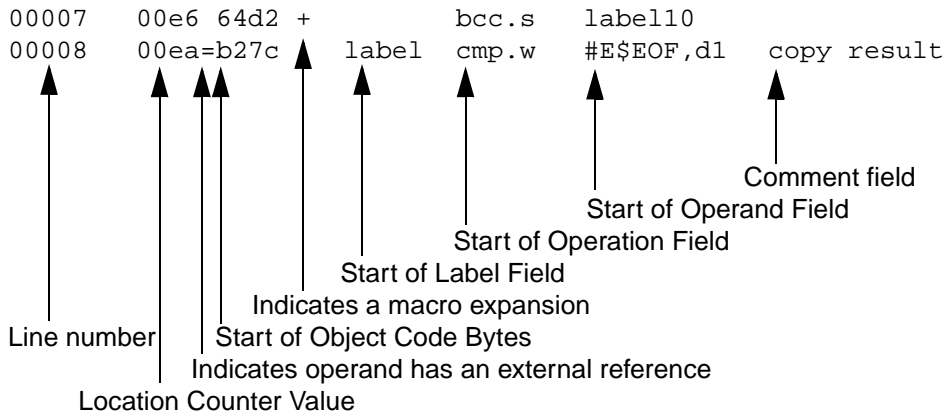 00007 00e6 64d2 + bcc.s label10
00008 00ea=b27c label cmp.w #E$EOF,d1 copy result
Comment field
Start of Operand Field
Start of Operation Field
Start of Label Field
Indicates a macro expansion
Line number Start of Object Code Bytes
Indicates operand has an external reference
Location Counter Value